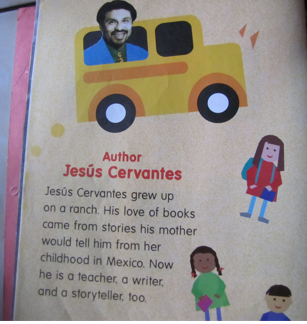 Author
Jesús Cervantes
Jesús Cervantes grew up
on a ranch. His love of books
came from stories his mother
would tell him from her
childhood in Mexico. Now
he is a teacher, a writer,
and a storyteller, too.